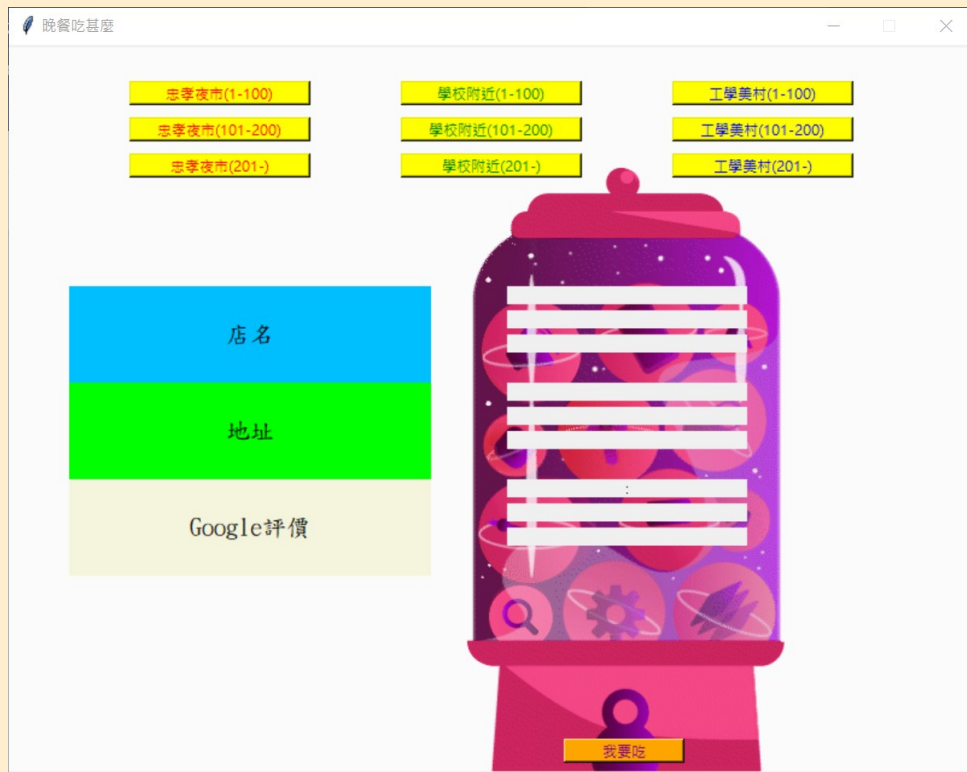 晚餐吃甚麼
忠孝夜市(1-100)
學校附近(1-100)
工學美村(1-100)
忠孝夜市(101-200)
學校附近(101-200)
工學美村(101-200)
忠孝夜市(201-)
學校附近(201-)
工學美村(201-)
店名
地址
Google評價
:
我要吃